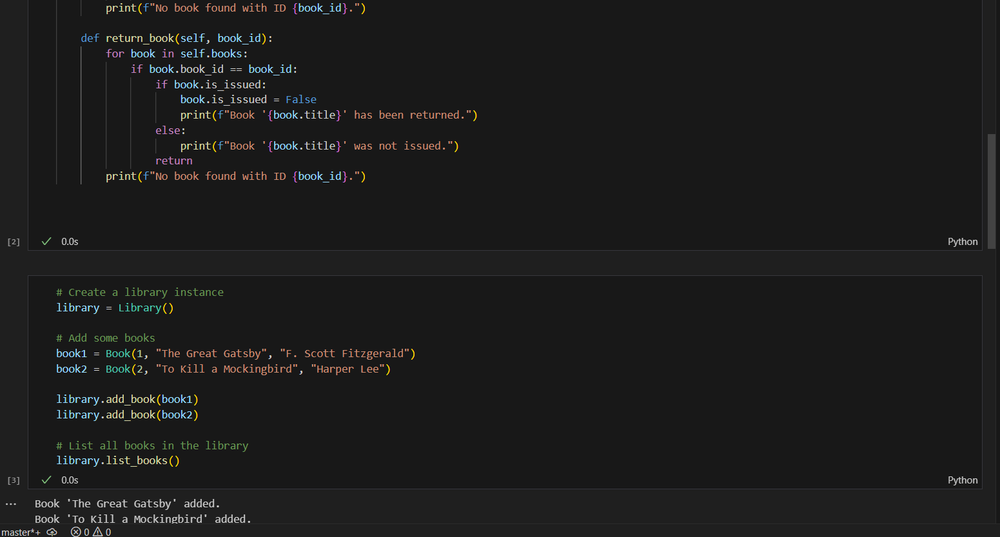 print(f"No book found with ID {book_id}.")
def return_book(self, book_id):
for book in self.books:
if book.book_id == book_id:
if book.is_issued:
book.is_issued = False
print(f"Book '{book.title}' has been returned.")
else:
print(f"Book '{book.title}' was not issued.")
return
print(f"No book found with ID {book_id}.")
[2] 0.0s Python
# Create a library instance
library = Library()
# Add some books
book1 = Book(1, "The Great Gatsby", "F. Scott Fitzgerald")
book2 = Book(2, "To Kill a Mockingbird", "Harper Lee")
library.add_book(book1)
library.add_book(book2)
# List all books in the library
library.list_books()
[3] 0.0s Python
... Book 'The Great Gatsby' added.
Book 'To Kill a Mockingbird' added.
master*+ 0 0